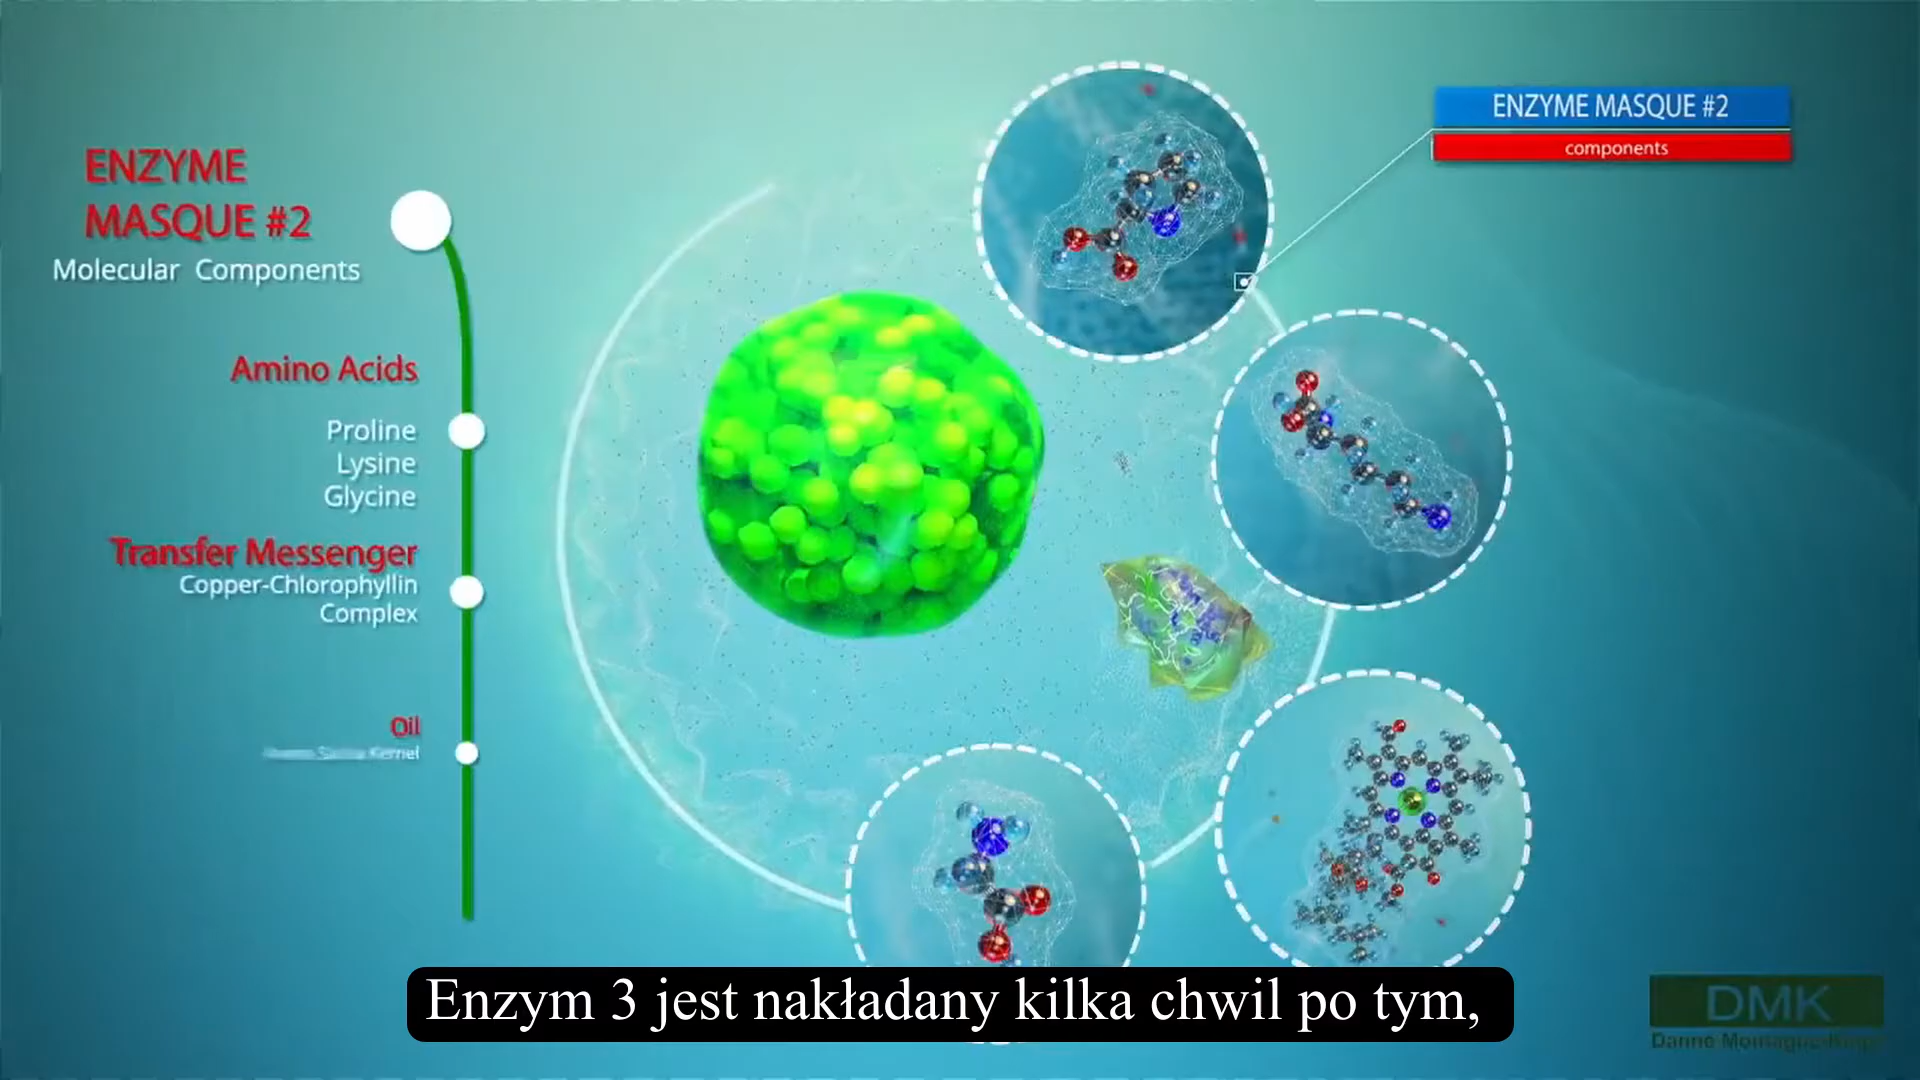 ENZYME
MASQUE #2
Molecular Components
Amino Acids
Proline
Lysine
Glycine
Transfer Messenger
Copper-Chlorophyllin
Complex
Oil
Kernel
ENZYME MASQUE #2
components
Enzym 3 jest nakładany kilka chwil po tym,
DMK
Danné